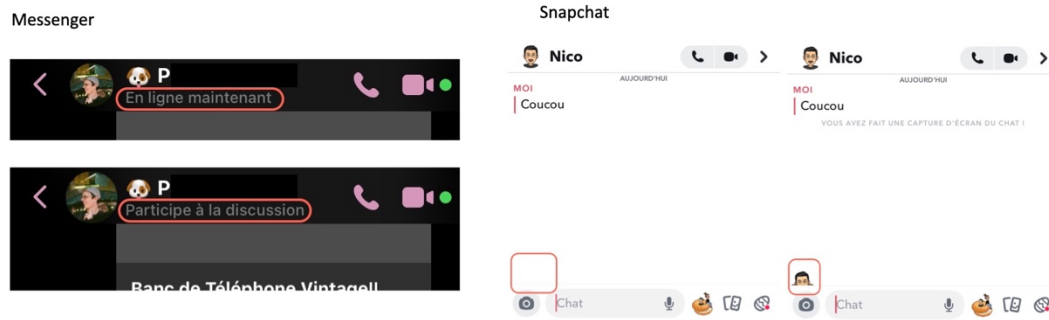 Messenger
Snapchat
P
En ligne maintenant
P
Participe à la discussion
Banc de Téléphone Vintage!!
Nico
AUJOURD'HUI
MOI
Coucou
Chat
Nico
AUJOURD'HUI
MOI
Coucou
VOUS AVEZ FAIT UNE CAPTURE D'ÉCRAN DU CHAT !
Chat